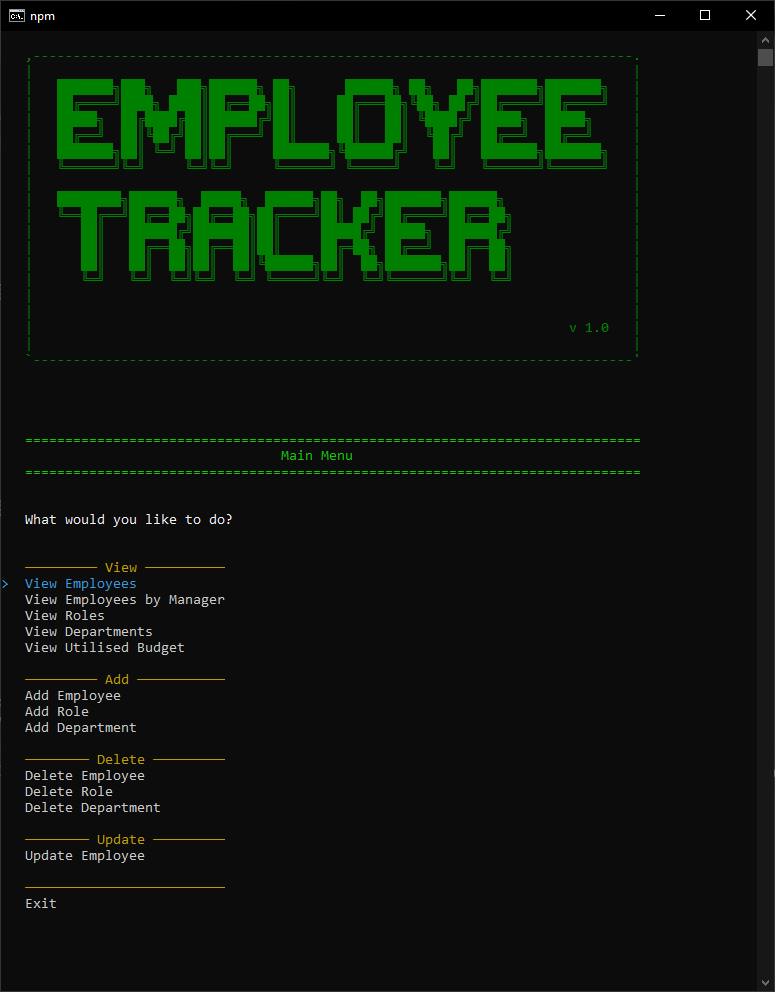 npm
EMPLOYEE
TRACKER
v 1.0
Main Menu
What would you like to do?
View
> View Employees
View Employees by Manager
View Roles
View Departments
View Utilised Budget
Add
Add Employee
Add Role
Add Department
Delete
Delete Employee
Delete Role
Delete Department
Update
Update Employee
Exit